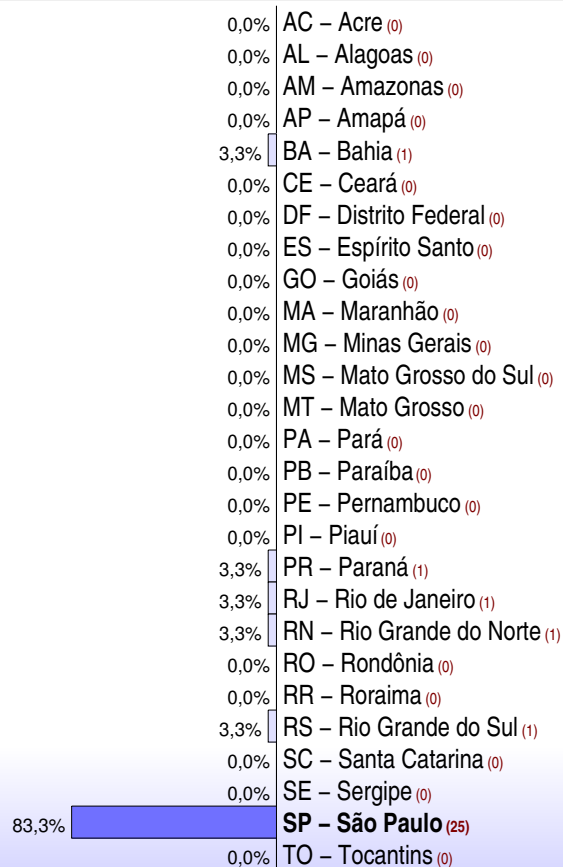 0,0% AC – Acre (0)
0,0% AL – Alagoas (0)
0,0% AM – Amazonas (0)
0,0% AP – Amapá (0)
3,3% BA – Bahia (1)
0,0% CE – Ceará (0)
0,0% DF – Distrito Federal (0)
0,0% ES – Espírito Santo (0)
0,0% GO – Goiás (0)
0,0% MA – Maranhão (0)
0,0% MG – Minas Gerais (0)
0,0% MS – Mato Grosso do Sul (0)
0,0% MT – Mato Grosso (0)
0,0% PA – Pará (0)
0,0% PB – Paraíba (0)
0,0% PE – Pernambuco (0)
0,0% PI – Piauí (0)
3,3% PR – Paraná (1)
3,3% RJ – Rio de Janeiro (1)
3,3% RN – Rio Grande do Norte (1)
0,0% RO – Rondônia (0)
0,0% RR – Roraima (0)
3,3% RS – Rio Grande do Sul (1)
0,0% SC – Santa Catarina (0)
0,0% SE – Sergipe (0)
83,3% SP – São Paulo (25)
0,0% TO – Tocantins (0)